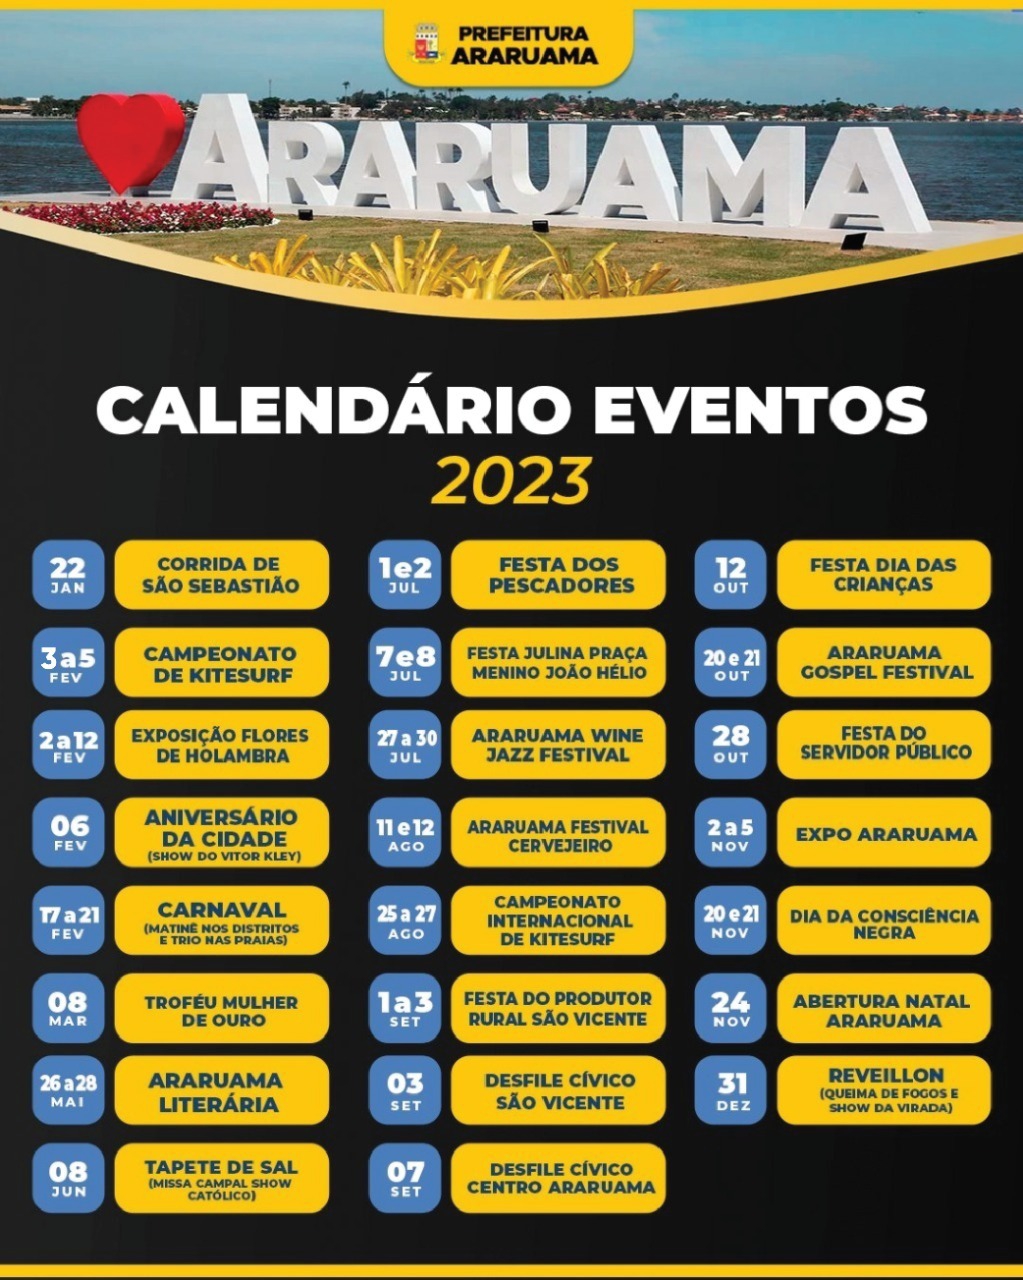 PREFEITURA
ARARUAMA
ARARUAMA
CALENDÁRIO EVENTOS
2023
22
JAN
CORRIDA DE
SÃO SEBASTIÃO
3 a 5
FEV
CAMPEONATO
DE KITESURF
2 a 12
FEV
EXPOSIÇÃO FLORES
DE HOLAMBRA
06
FEV
ANIVERSÁRIO
DA CIDADE
(SHOW DO VITOR KLEY)
17 a 21
FEV
CARNAVAL
(MATINÊ NOS DISTRITOS
E TRIO NAS PRAIAS)
08
MAR
TROFÉU MULHER
DE OURO
26 a 28
MAI
ARARUAMA
LITERÁRIA
08
JUN
TAPETE DE SAL
(MISSA CAMPAL SHOW
CATÓLICO)
1 e 2
JUL
FESTA DOS
PESCADORES
7 e 8
JUL
FESTA JULINA PRAÇA
MENINO JOÃO HÉLIO
27 a 30
JUL
ARARUAMA WINE
JAZZ FESTIVAL
11 e 12
AGO
ARARUAMA FESTIVAL
CERVEJEIRO
25 a 27
AGO
CAMPEONATO
INTERNACIONAL
DE KITESURF
1 a 3
SET
FESTA DO PRODUTOR
RURAL SÃO VICENTE
03
SET
DESFILE CÍVICO
SÃO VICENTE
07
SET
DESFILE CÍVICO
CENTRO ARARUAMA
12
OUT
FESTA DIA DAS
CRIANÇAS
20 e 21
OUT
ARARUAMA
GOSPEL FESTIVAL
28
OUT
FESTA DO
SERVIDOR PÚBLICO
2 a 5
NOV
EXPO ARARUAMA
20 e 21
NOV
DIA DA CONSCIÊNCIA
NEGRA
24
NOV
ABERTURA NATAL
ARARUAMA
31
DEZ
REVEILLON
(QUEIMA DE FOGOS E
SHOW DA VIRADA)